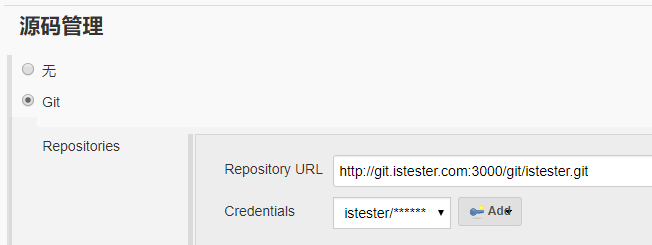 源码管理
无
Git
Repositories
Repository URL http://git.istester.com:3000/git/istester.git
Credentials istester/****** Add